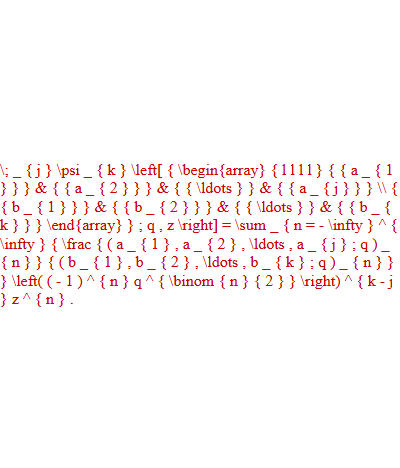 \; _ { j } \psi _ { k } \left[ { \begin{array} {1111} { { a _ { 1
} } } & { { a _ { 2 } } } & { { \ldots } } & { { a _ { j } } } \\ {
{ b _ { 1 } } } & { { b _ { 2 } } } & { { \ldots } } & { { b _ {
k } } } \end{array} } ; q , z \right] = \sum _ { n = - \infty } ^ {
\infty } { \frac { ( a _ { 1 } , a _ { 2 } , \ldots , a _ { j } ; q ) _
{ n } } { ( b _ { 1 } , b _ { 2 } , \ldots , b _ { k } ; q ) _ { n } }
} \left( ( - 1 ) ^ { n } q ^ { \binom { n } { 2 } } \right) ^ { k - j
} z ^ { n } .